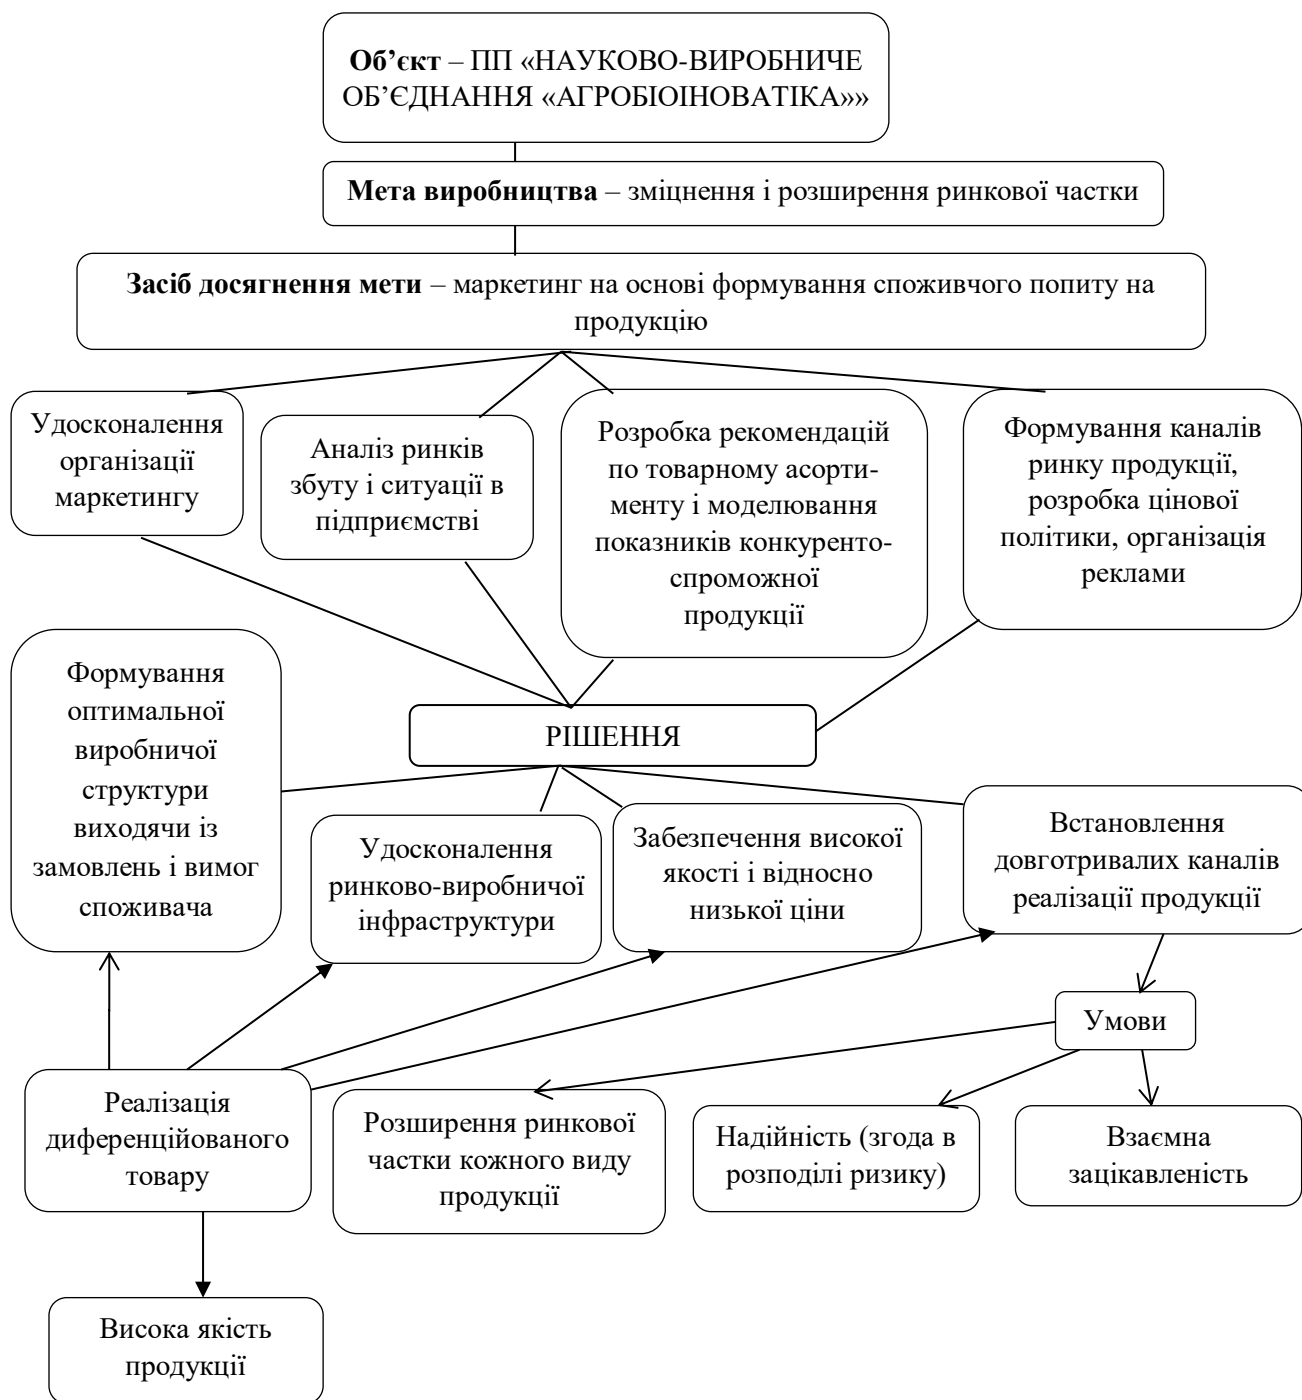 Об’єкт – ПП «НАУКОВО-ВИРОБНИЧЕ
ОБ’ЄДНАННЯ «АГРОБІОІНОВАТІКА»»
Мета виробництва – зміцнення і розширення ринкової частки
Засіб досягнення мети – маркетинг на основі формування споживчого попиту на
продукцію
Удосконалення
організації
маркетингу
Аналіз ринків
збуту і ситуації в
підприємстві
Розробка рекомендацій
по товарному асорти-
менту і моделювання
показників конкуренто-
спроможної
продукції
Формування каналів
ринку продукції,
розробка цінової
політики, організація
реклами
РІШЕННЯ
Формування
оптимальної
виробничої
структури
виходячи із
замовлень і вимог
споживача
Удосконалення
ринково-виробничої
інфраструктури
Забезпечення високої
якості і відносно
низької ціни
Встановлення
довготривалих каналів
реалізації продукції
Умови
Реалізація
диференційованого
товару
Розширення ринкової
частки кожного виду
продукції
Надійність (згода в
розподілі ризику)
Взаємна
зацікавленість
Висока якість
продукції